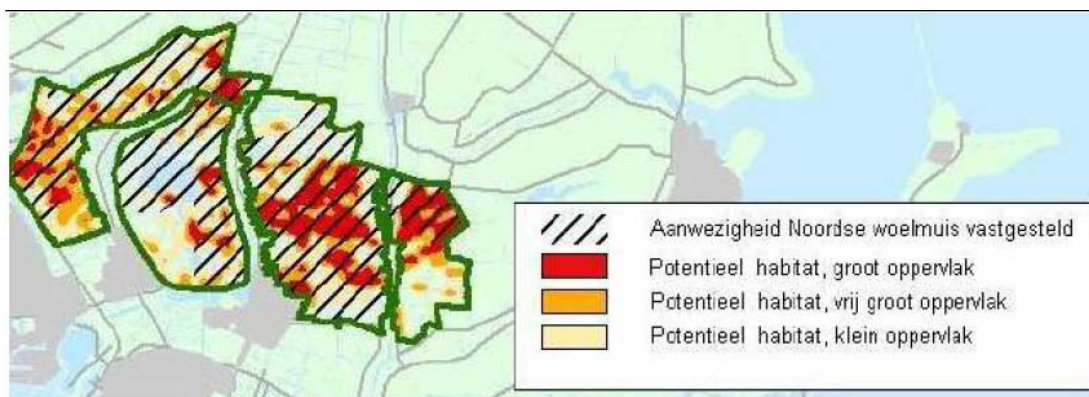 Aanwezigheid Noordse woelmuis vastgesteld
Potentieel habitat, groot oppervlak
Potentieel habitat, vrij groot oppervlak
Potentieel habitat, klein oppervlak